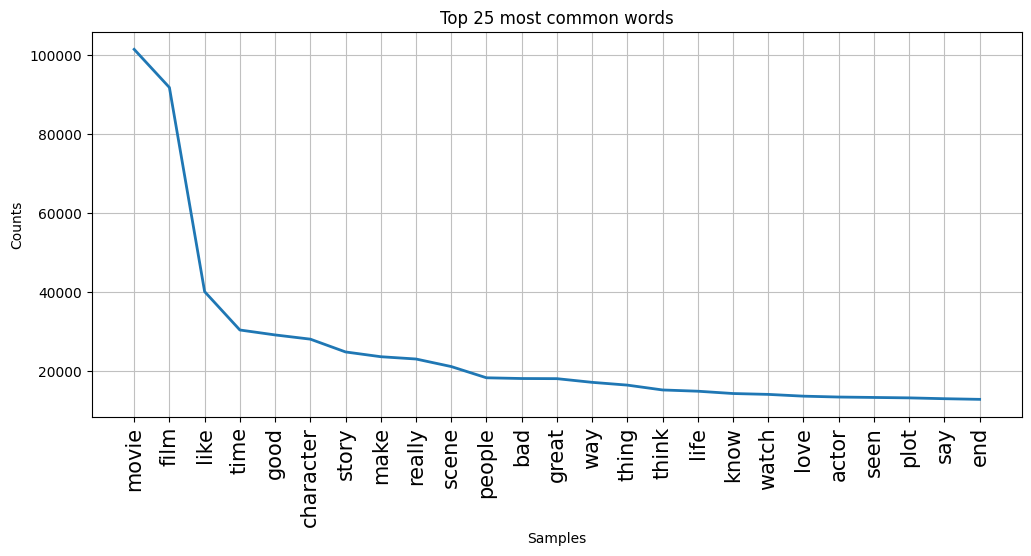 Top 25 most common words
100000
80000
60000
40000
20000
Counts
movie
film
like
time
good
character
story
make
really
scene
people
bad
great
way
thing
think
life
know
watch
love
actor
seen
plot
say
end
Samples